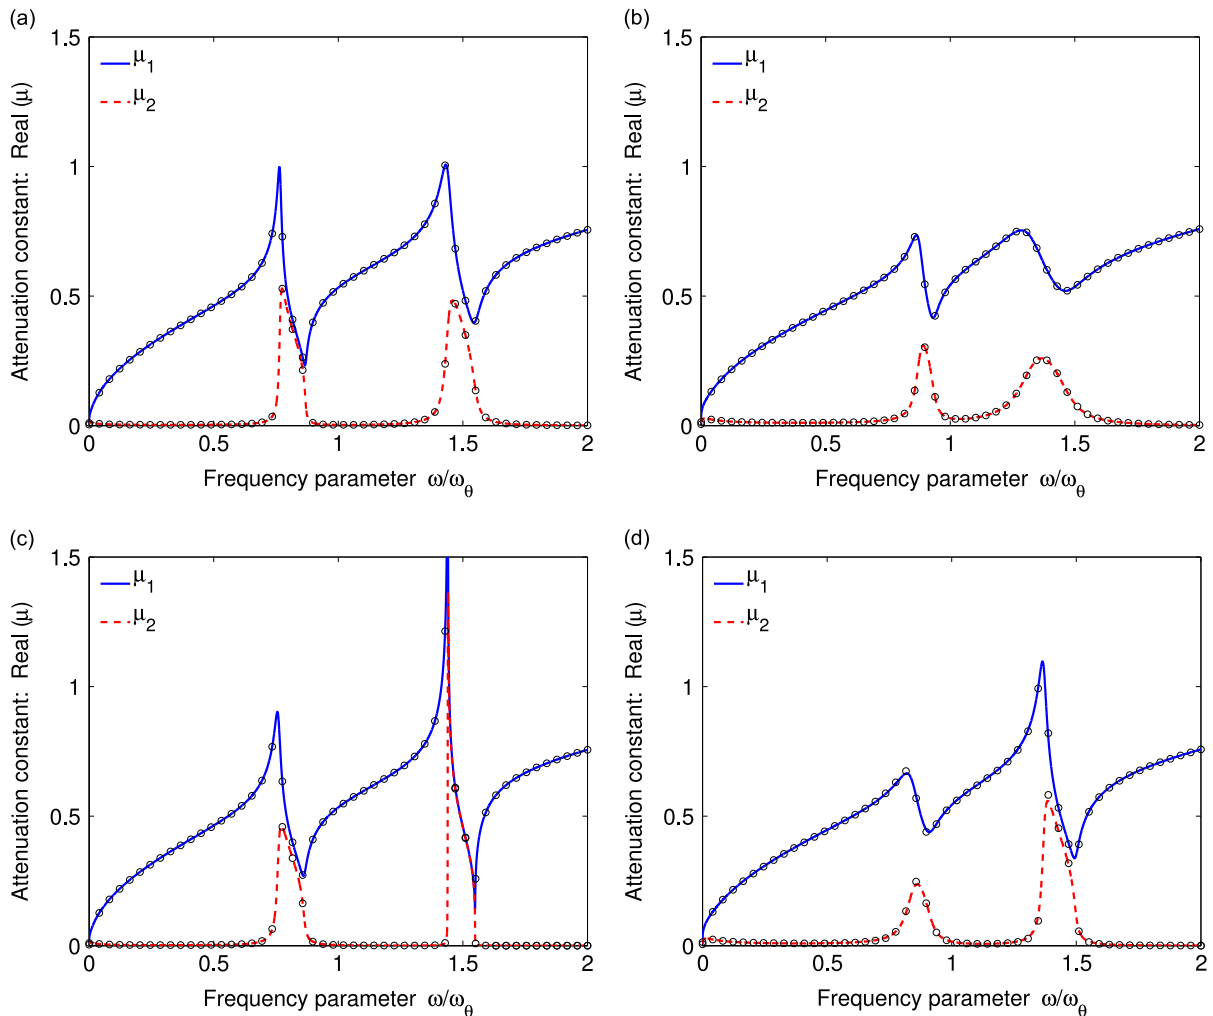 (a)
1.5
1
0.5
0
μ1
μ2
Attenuation constant: Real (μ)
0 0.5 1 1.5 2
Frequency parameter ω/ωθ
(b)
1.5
1
0.5
0
μ1
μ2
Attenuation constant: Real (μ)
0 0.5 1 1.5 2
Frequency parameter ω/ωθ
(c)
1.5
1
0.5
0
μ1
μ2
Attenuation constant: Real (μ)
0 0.5 1 1.5 2
Frequency parameter ω/ωθ
(d)
1.5
1
0.5
0
μ1
μ2
Attenuation constant: Real (μ)
0 0.5 1 1.5 2
Frequency parameter ω/ωθ